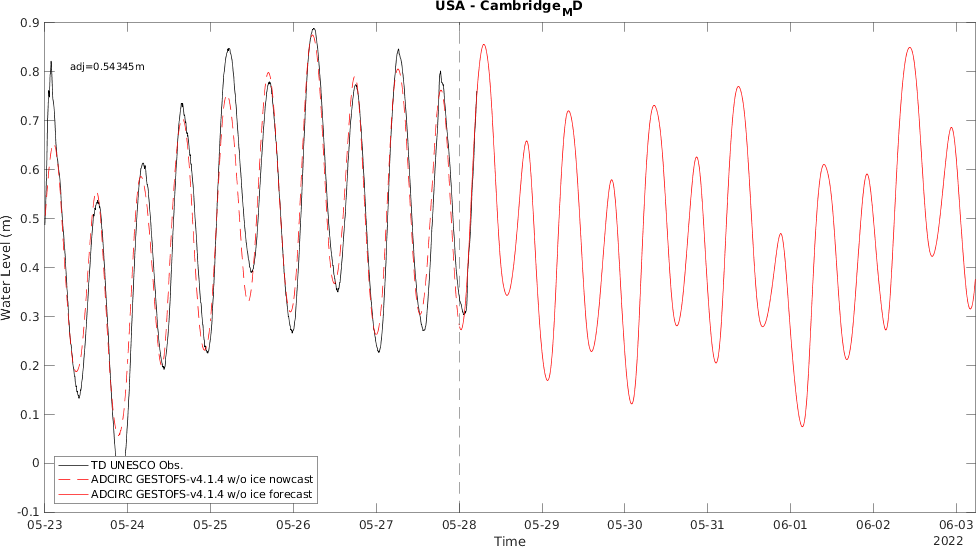 USA - Cambridge_MD
0.9
0.8
0.7
0.6
0.5
0.4
0.3
0.2
0.1
0
-0.1
Water Level (m)
adj=0.54345m
TD UNESCO Obs.
ADCIRC GESTOFS-v4.1.4 w/o ice nowcast
ADCIRC GESTOFS-v4.1.4 w/o ice forecast
05-23 05-24 05-25 05-26 05-27 05-28 05-29 05-30 05-31 06-01 06-02 06-03
Time
2022